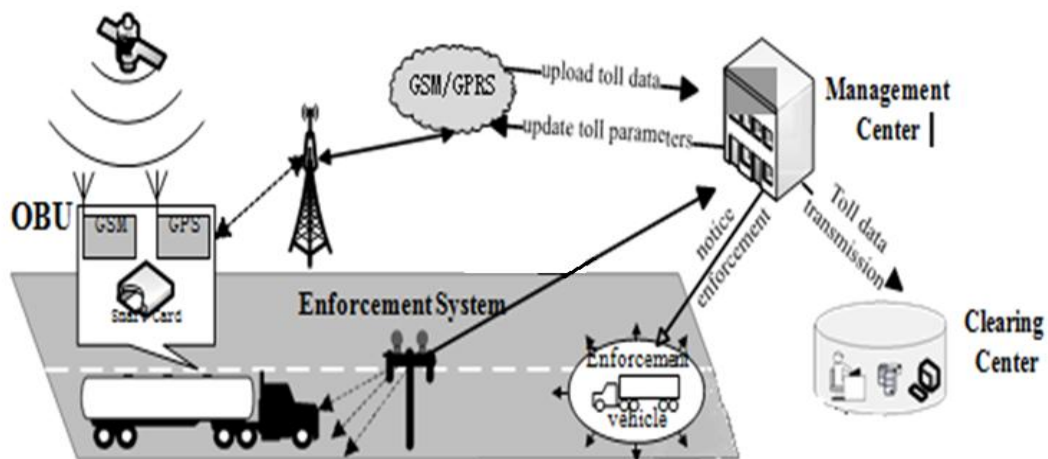 GSM/GPRS
upload toll data
update toll parameters
Management
Center
OBU
GSM
GPS
Smart Card
Toll data
transmission
notice
enforcement
Enforcement System
Enforcement
vehicle
Clearing
Center